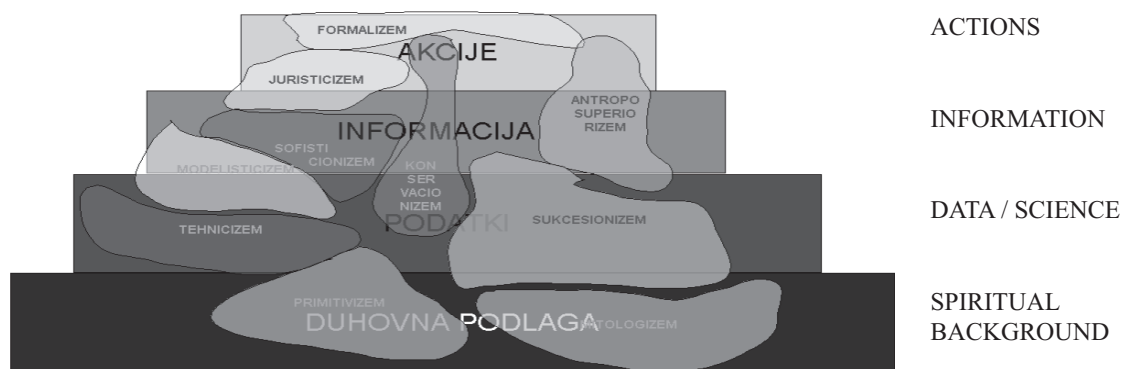 FORMALIZEM
AKCIJE
ACTIONS
JURISTICIZEM
ANTROPO
SUPERIO
RIZEM
INFORMACIJA
INFORMATION
SOFISTI
CIONIZEM
MODELISTICIZEM
KON
SER
VACIO
NIZEM
PODATKI
SUKCESIONIZEM
DATA / SCIENCE
TEHNICIZEM
PRIMITIVIZEM
DUHOVNA PODLAGA
SPIRITUAL
BACKGROUND